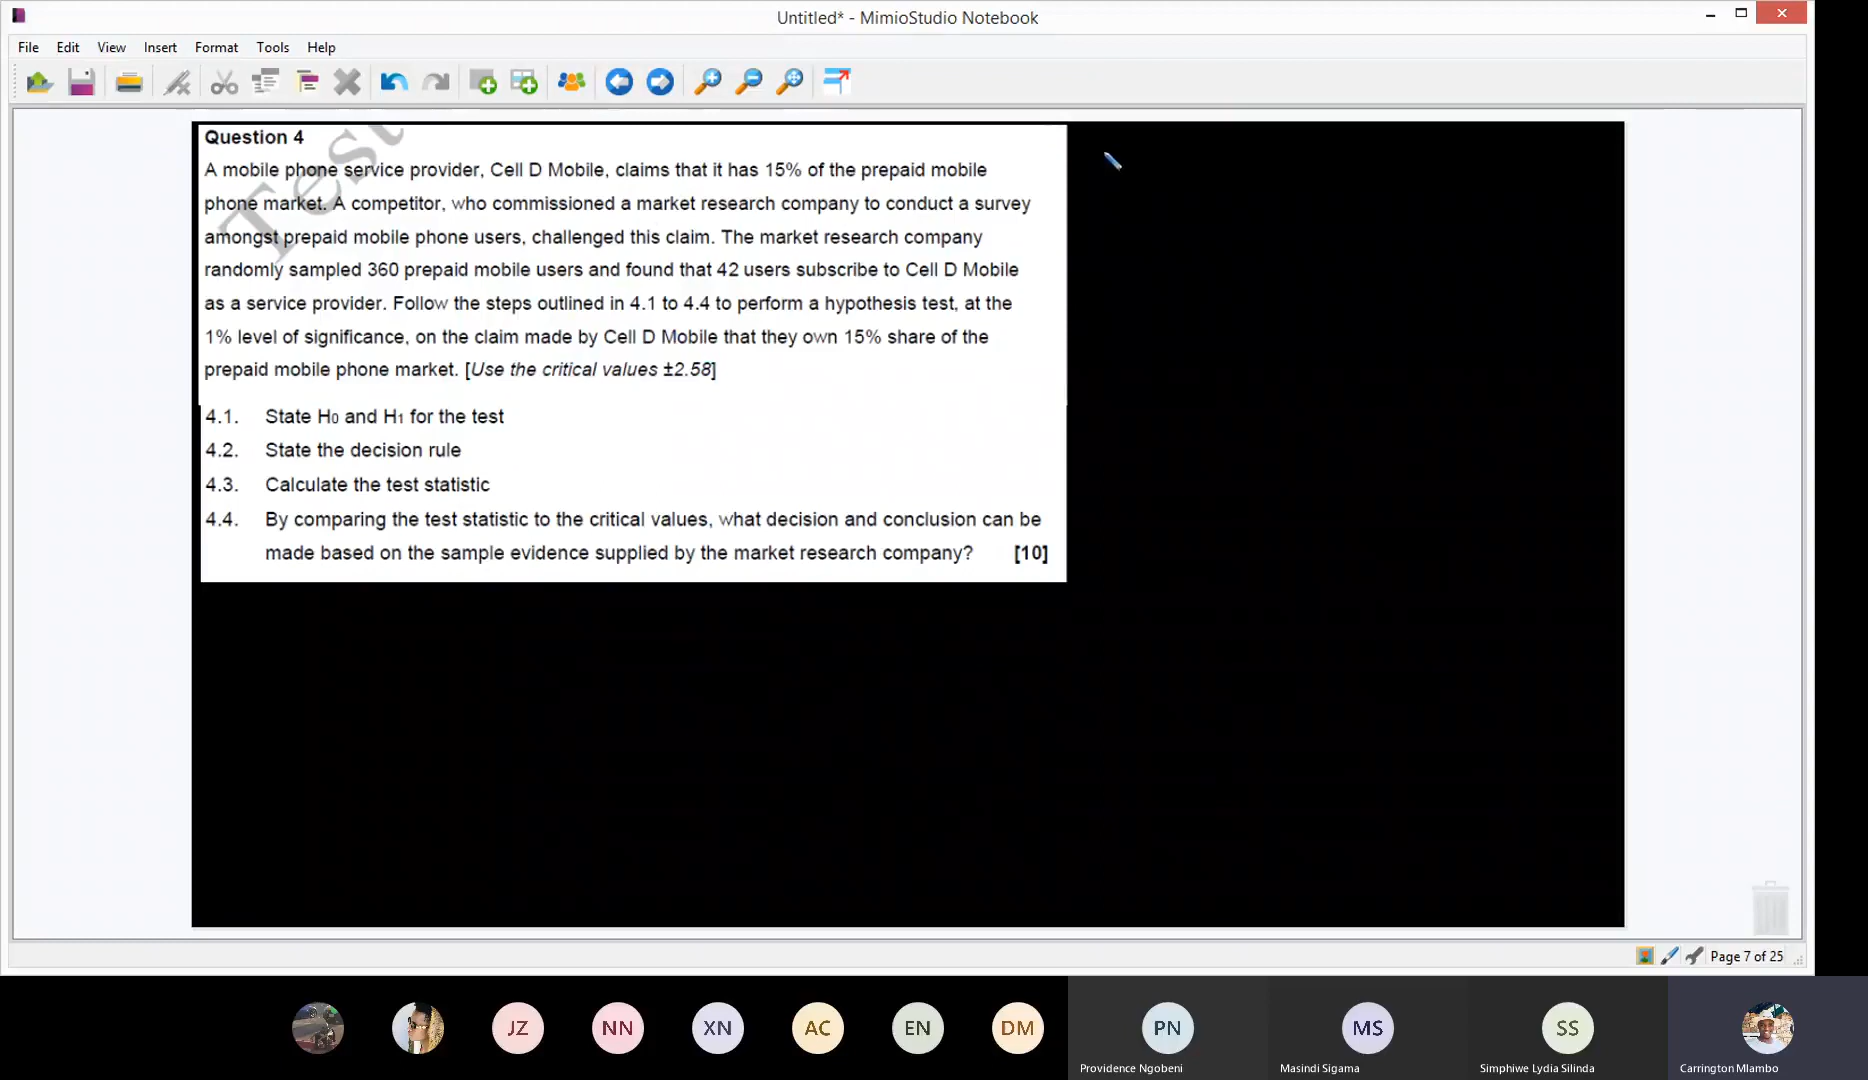 Untitled* - MimioStudio Notebook
File Edit View Insert Format Tools Help
Test
Question 4
A mobile phone service provider, Cell D Mobile, claims that it has 15% of the prepaid mobile
phone market. A competitor, who commissioned a market research company to conduct a survey
amongst prepaid mobile phone users, challenged this claim. The market research company
randomly sampled 360 prepaid mobile users and found that 42 users subscribe to Cell D Mobile
as a service provider. Follow the steps outlined in 4.1 to 4.4 to perform a hypothesis test, at the
1% level of significance, on the claim made by Cell D Mobile that they own 15% share of the
prepaid mobile phone market. [Use the critical values ±2.58]
4.1. State H₀ and H₁ for the test
4.2. State the decision rule
4.3. Calculate the test statistic
4.4. By comparing the test statistic to the critical values, what decision and conclusion can be
made based on the sample evidence supplied by the market research company? [10]
Page 7 of 25
JZ NN XN AC EN DM PN MS SS
Providence Ngobeni Masindi Sigama Simphiwe Lydia Silinda Carrington Mlambo